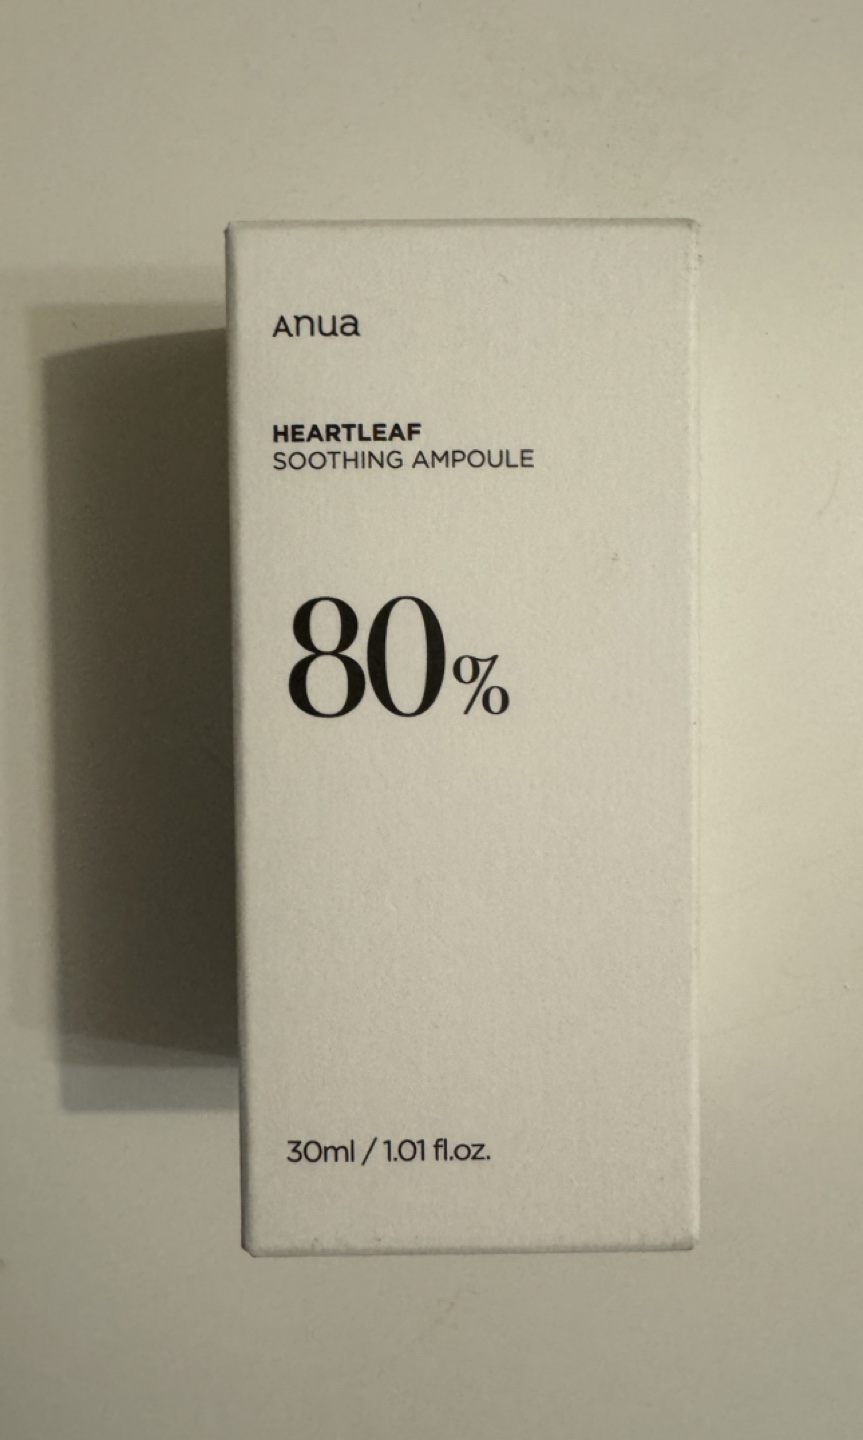 Anua
HEARTLEAF
SOOTHING AMPOULE
80%
30ml / 1.01 fl.oz.